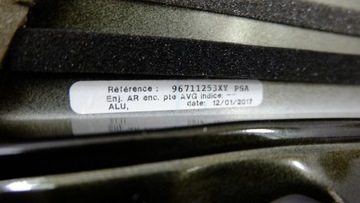 Référence : 96711253XY PSA
Enj. AR enc. pte AVG indice: --
ALU, date: 12/01/2017